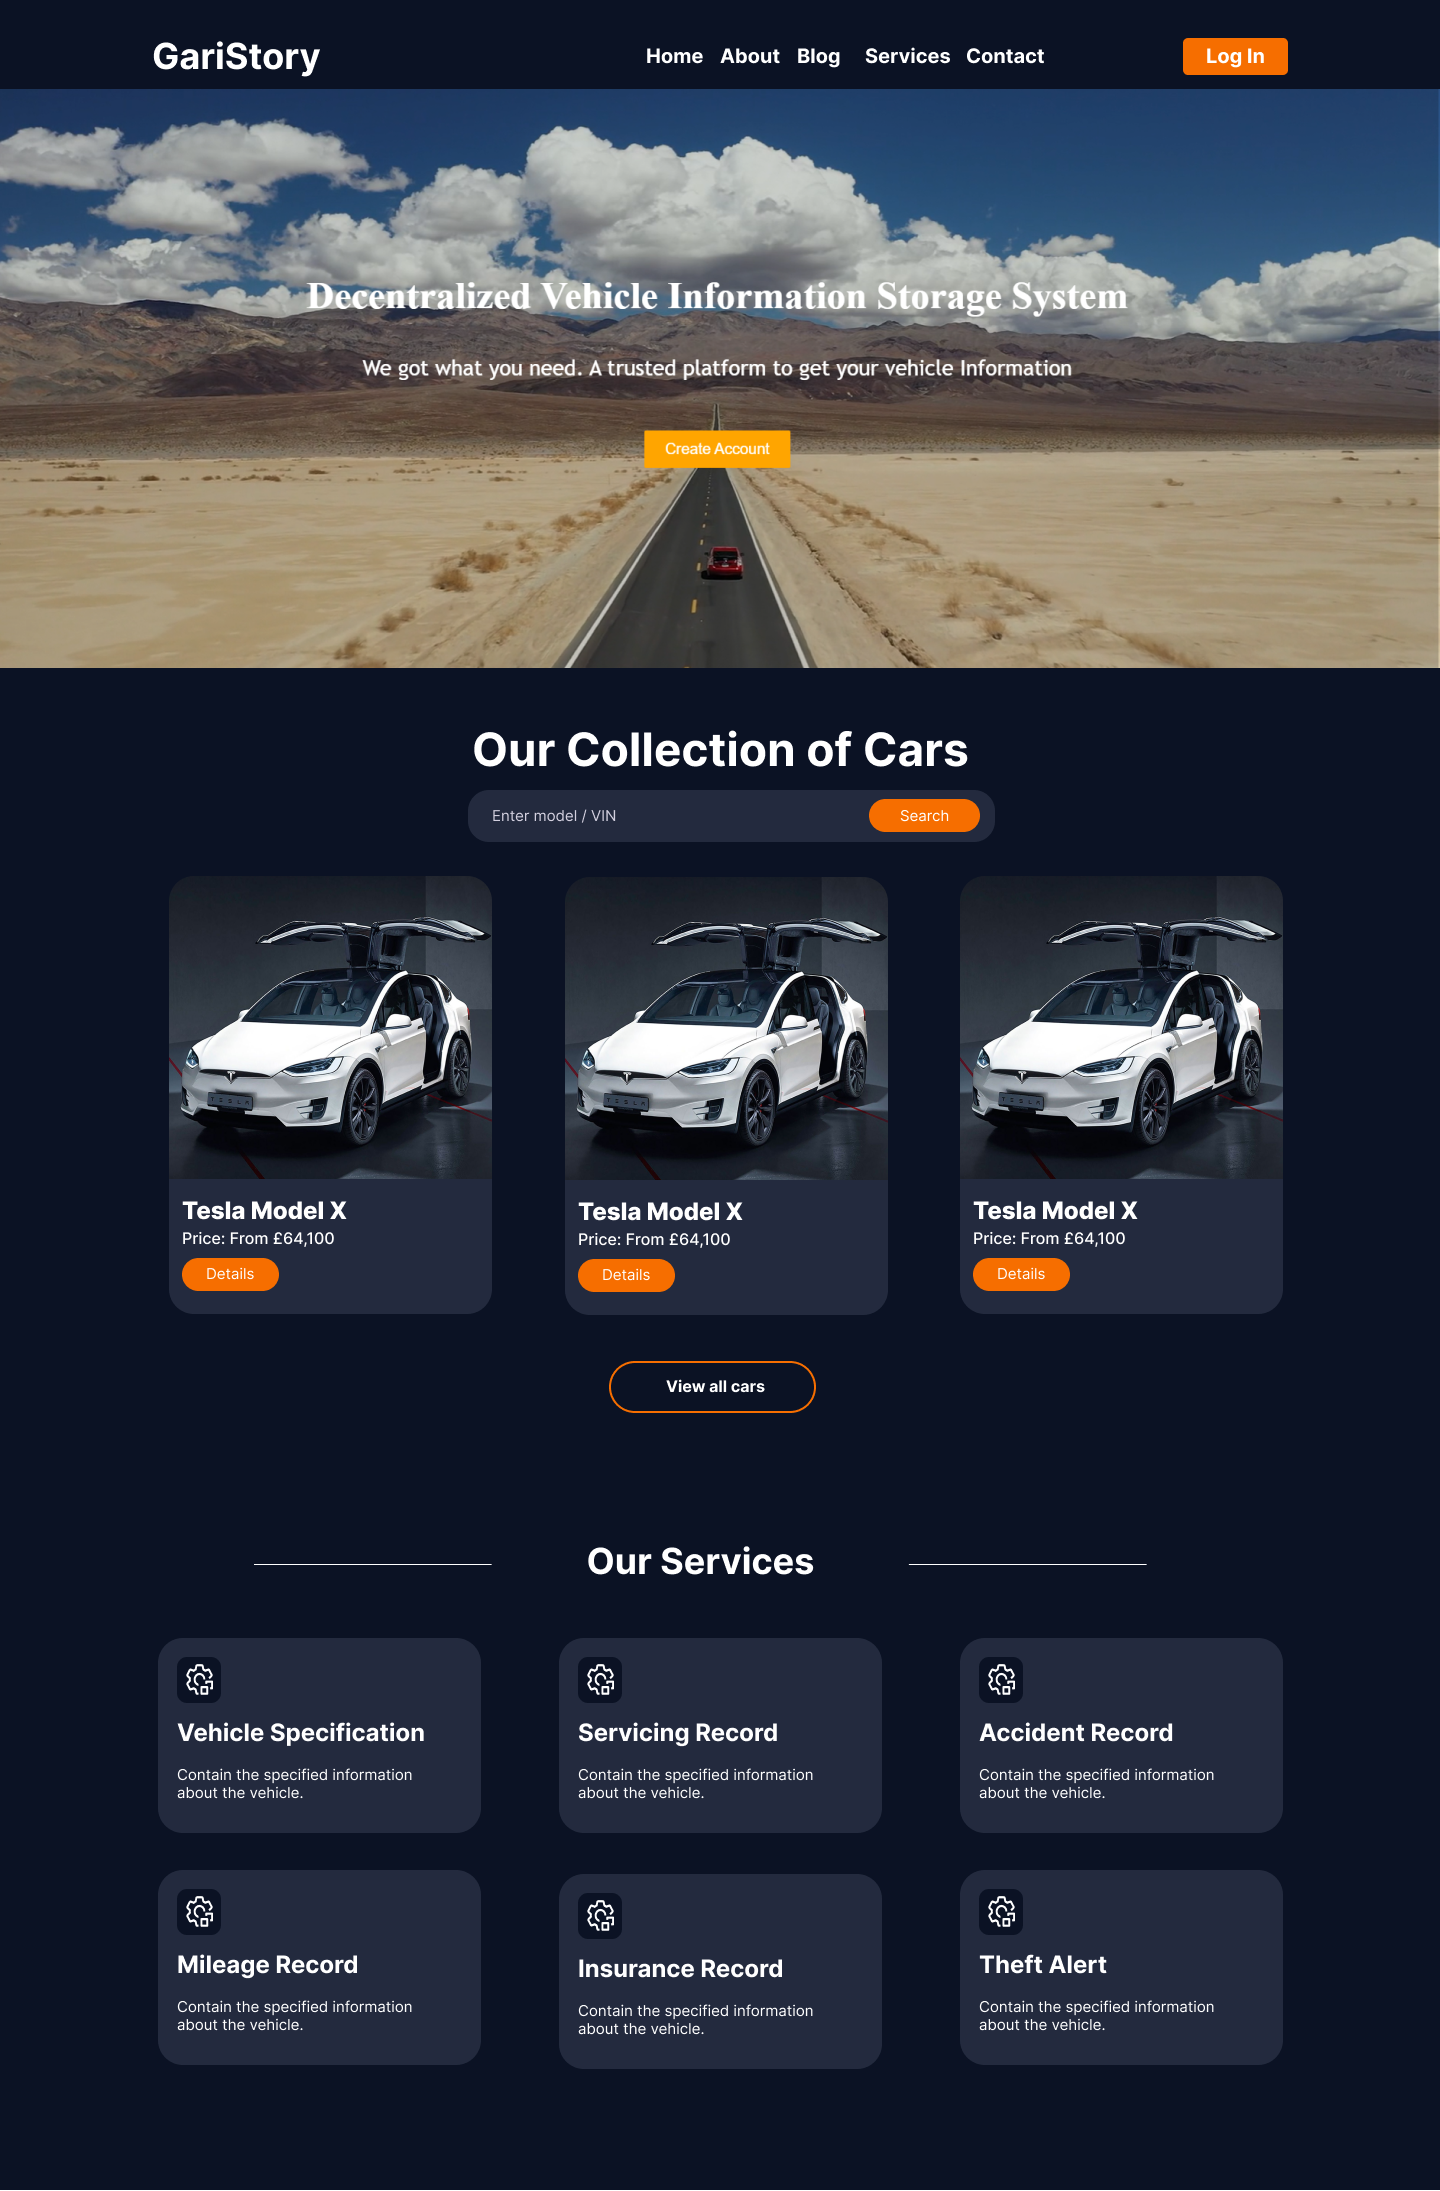 GariStory
Home About Blog Services Contact
Log In
Decentralized Vehicle Information Storage System
We got what you need. A trusted platform to get your vehicle Information
Create Account
Our Collection of Cars
Enter model / VIN
Search
TESLA
Tesla Model X
Price: From £64,100
Details
TESLA
Tesla Model X
Price: From £64,100
Details
TESLA
Tesla Model X
Price: From £64,100
Details
View all cars
Our Services
Vehicle Specification
Contain the specified information
about the vehicle.
Servicing Record
Contain the specified information
about the vehicle.
Accident Record
Contain the specified information
about the vehicle.
Mileage Record
Contain the specified information
about the vehicle.
Insurance Record
Contain the specified information
about the vehicle.
Theft Alert
Contain the specified information
about the vehicle.